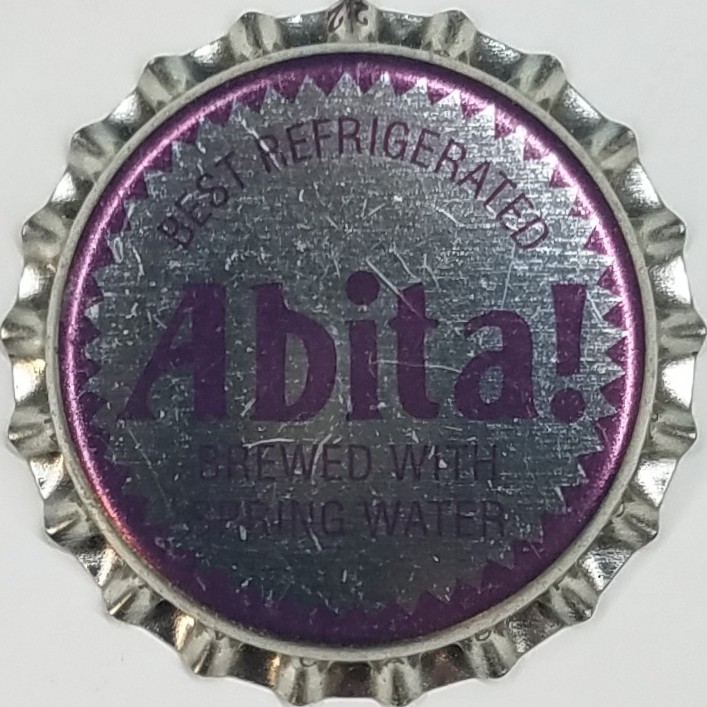 BEST REFRIGERATED
Abita!
BREWED WITH
SPRING WATER